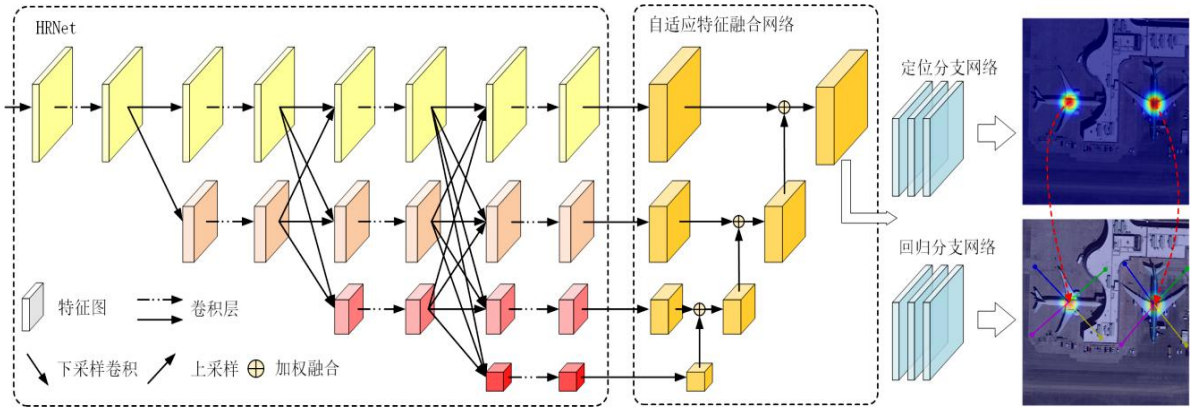 HRNet
自适应特征融合网络
定位分支网络
回归分支网络
特征图
卷积层
下采样卷积
上采样
加权融合